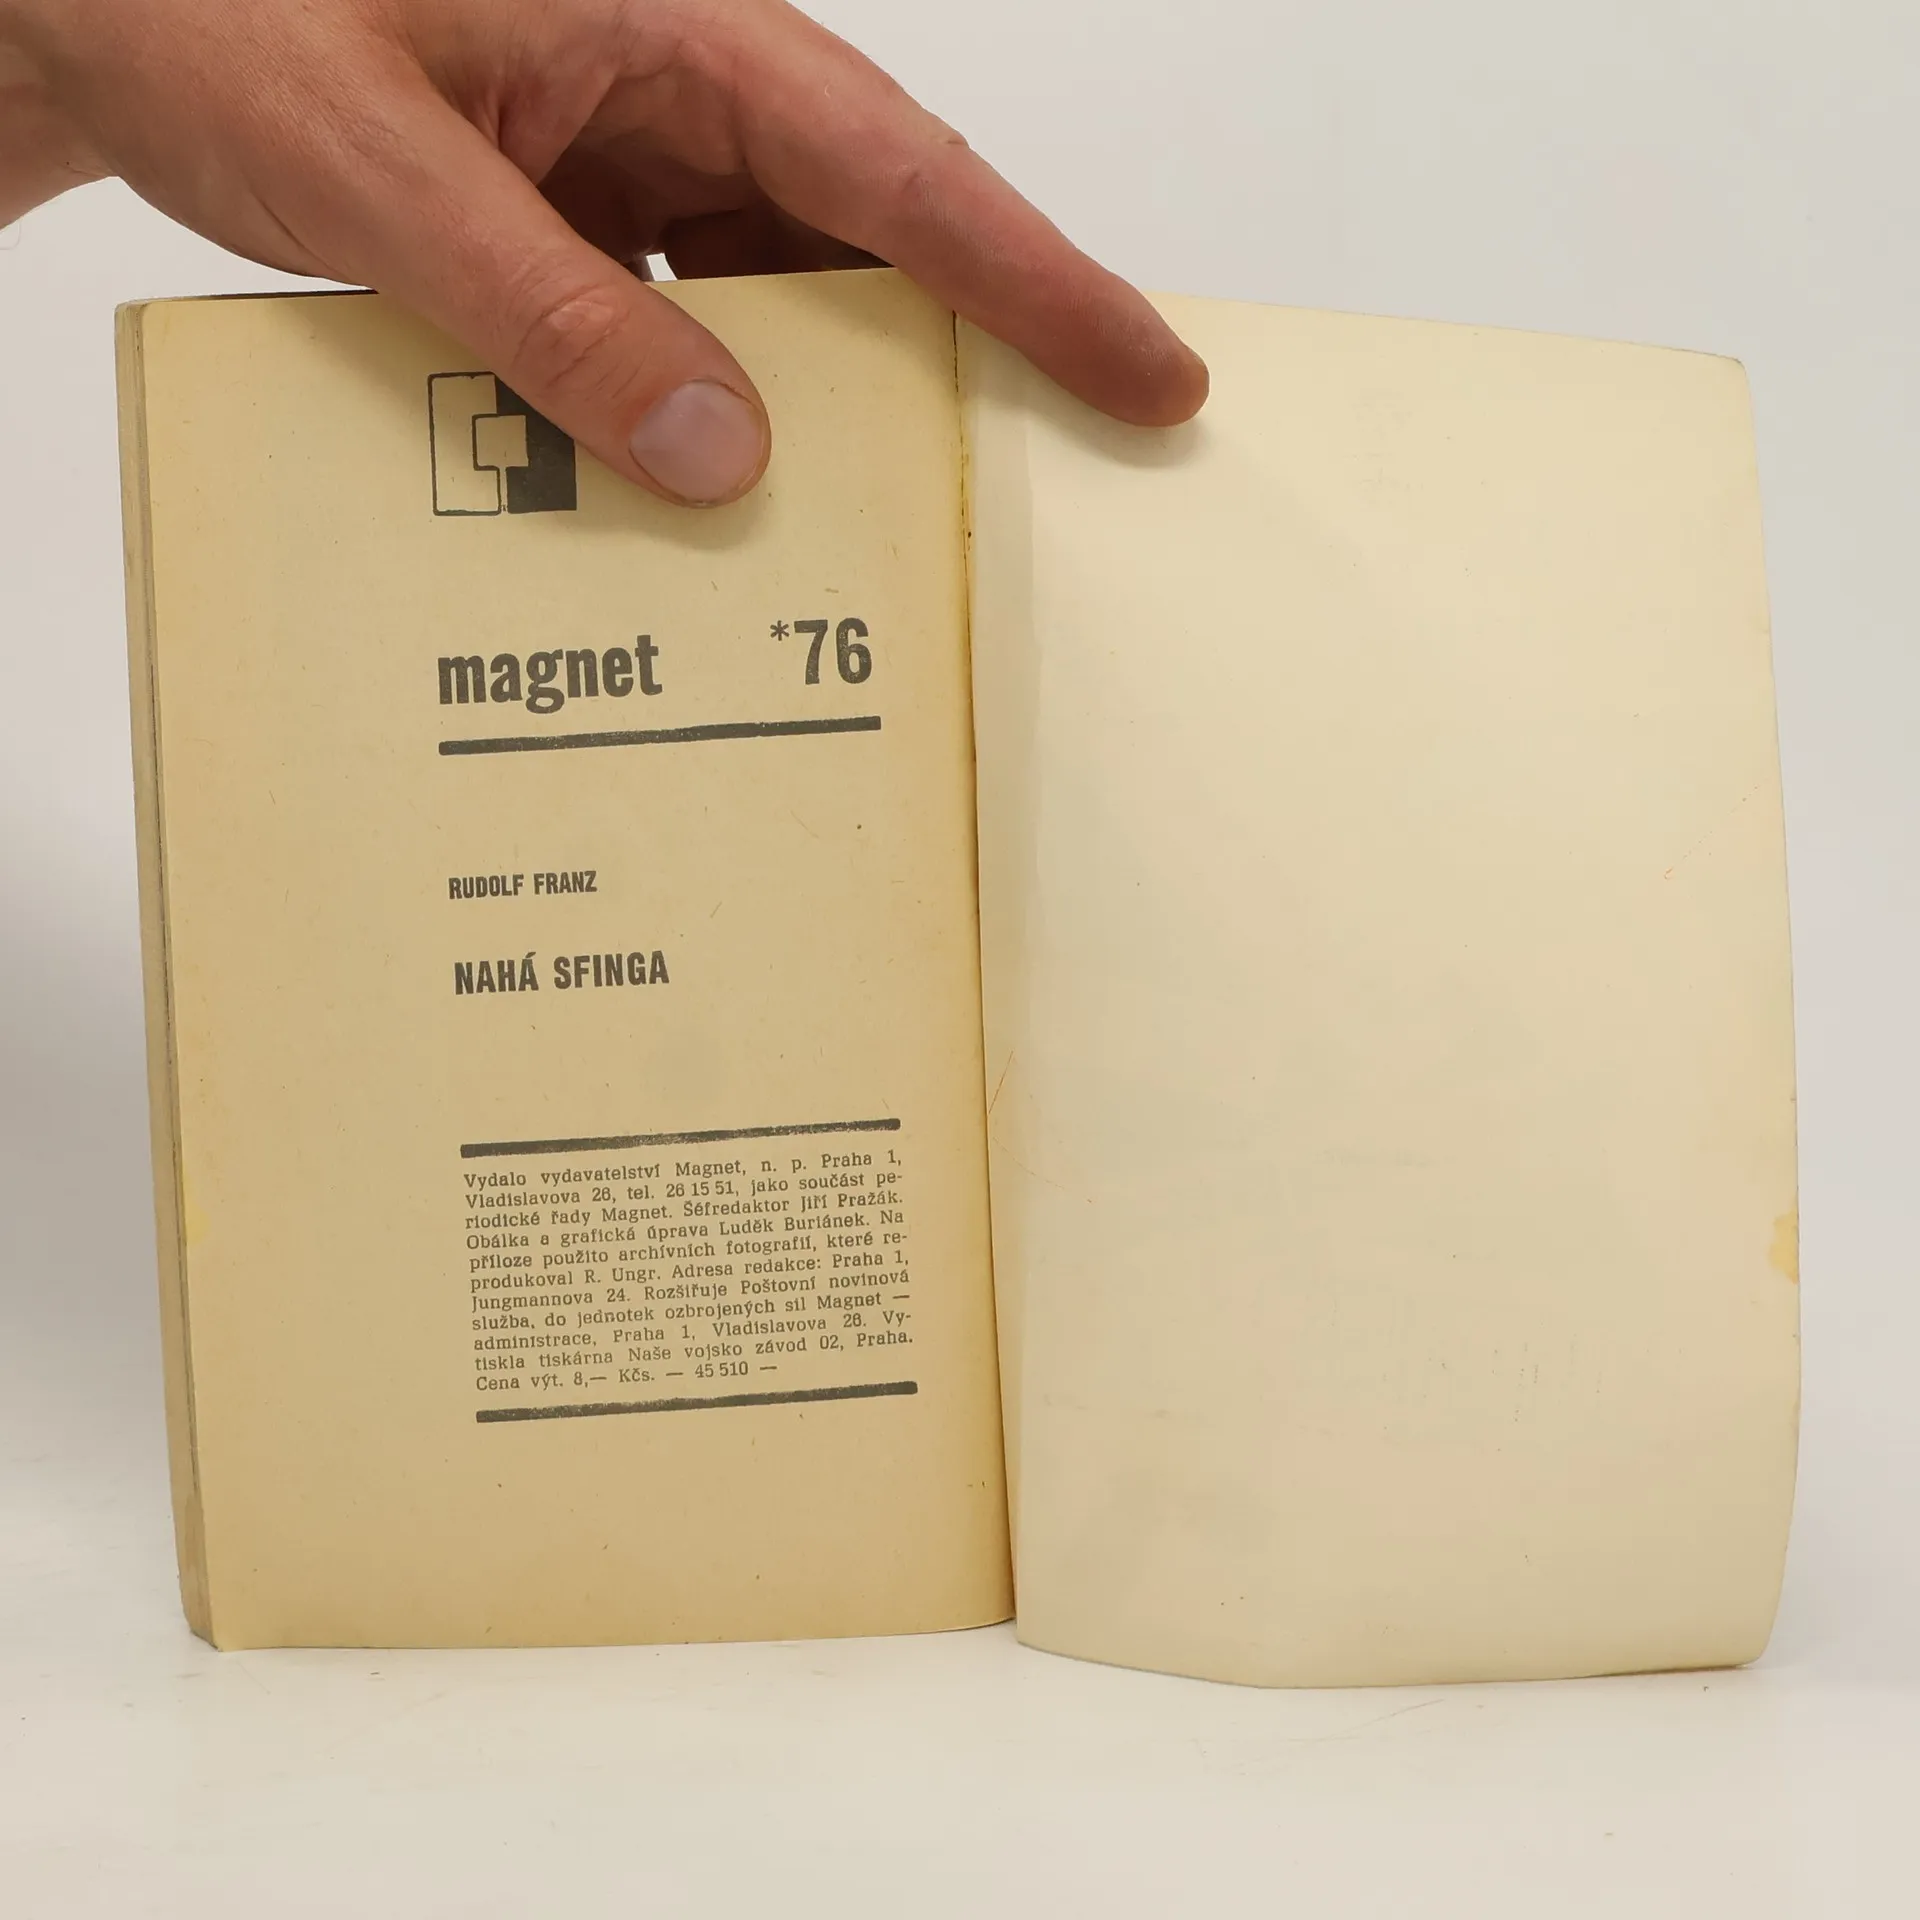 magnet *76
RUDOLF FRANZ
NAHÁ SFINGA
Vydalo vydavatelství Magnet, n. p. Praha 1,
Vladislavova 26, tel. 26 15 51, jako součást pe-
riodické řady Magnet. Šéfredaktor Jiří Pražák.
Obálka a grafická úprava Luděk Buriánek. Na
příloze použito archívních fotografií, které re-
produkoval R. Ungr. Adresa redakce: Praha 1,
Jungmannova 24. Rozšiřuje Poštovní novinová
služba, do jednotek ozbrojených sil Magnet —
administrace, Praha 1, Vladislavova 26. Vy-
tiskla tiskárna Naše vojsko závod 02, Praha.
Cena výt. 8,— Kčs. — 45 510 —